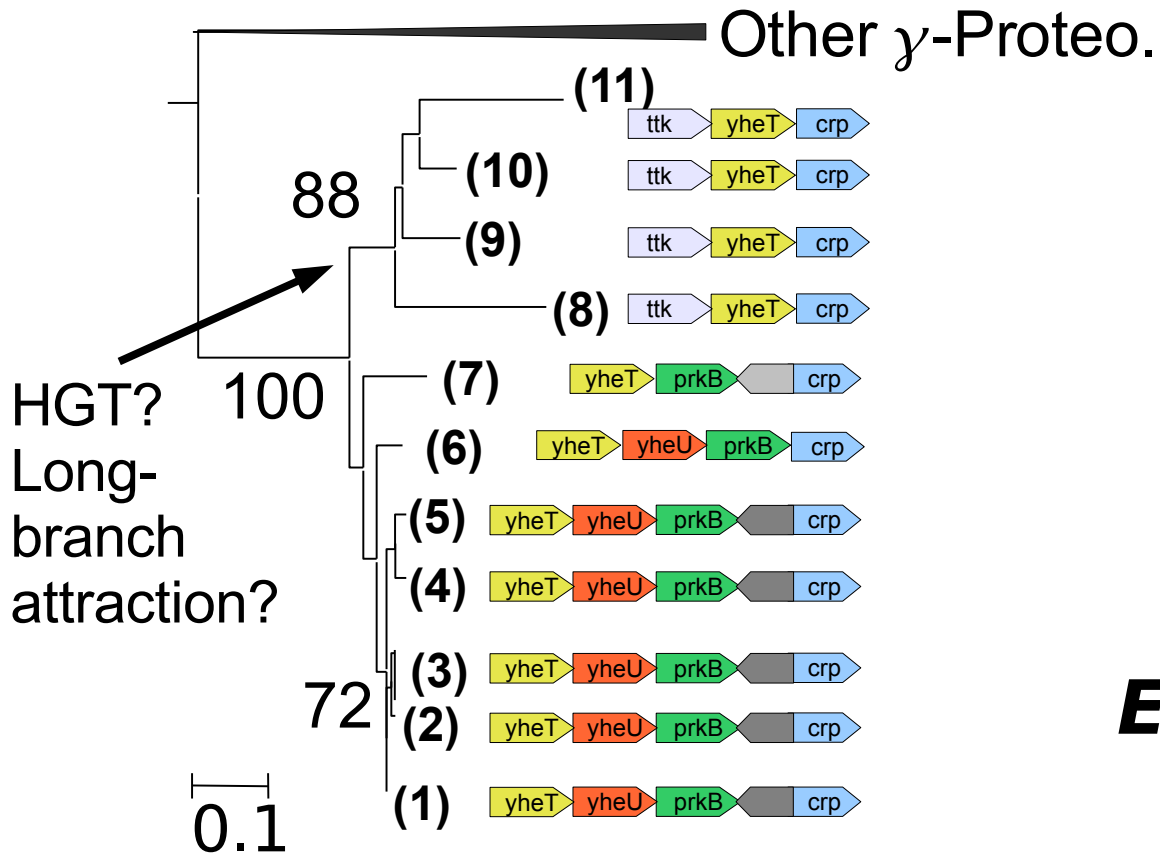 Other γ-Proteo.
(11)
ttk yheT crp
(10)
ttk yheT crp
88
(9)
ttk yheT crp
(8)
ttk yheT crp
HGT?
Long-
branch
attraction?
100
(7)
yheT prkB crp
(6)
yheT yheU prkB crp
(5)
yheT yheU prkB crp
(4)
yheT yheU prkB crp
(3)
yheT yheU prkB crp
72
(2)
yheT yheU prkB crp
E
(1)
yheT yheU prkB crp
0.1